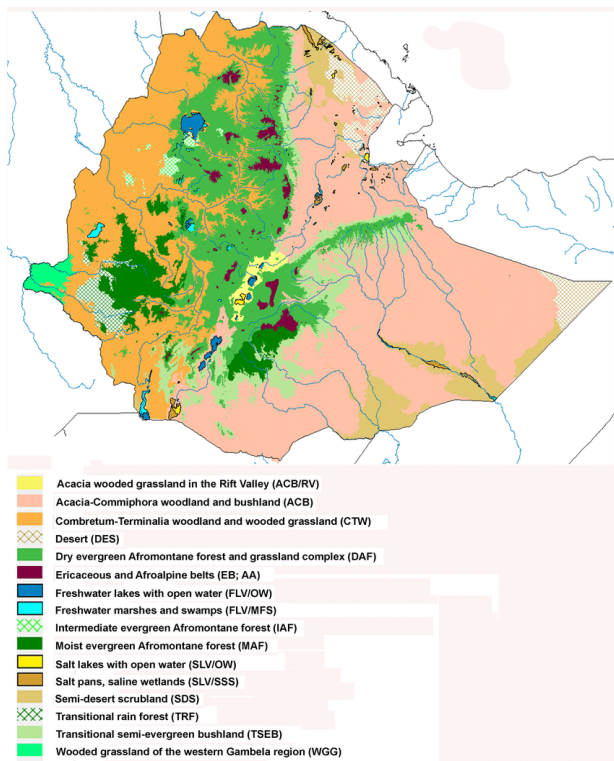 Acacia wooded grassland in the Rift Valley (ACB/RV)
Acacia-Commiphora woodland and bushland (ACB)
Combretum-Terminalia woodland and wooded grassland (CTW)
Desert (DES)
Dry evergreen Afromontane forest and grassland complex (DAF)
Ericaceous and Afroalpine belts (EB; AA)
Freshwater lakes with open water (FLV/OW)
Freshwater marshes and swamps (FLV/MFS)
Intermediate evergreen Afromontane forest (IAF)
Moist evergreen Afromontane forest (MAF)
Salt lakes with open water (SLV/OW)
Salt pans, saline wetlands (SLV/SSS)
Semi-desert scrubland (SDS)
Transitional rain forest (TRF)
Transitional semi-evergreen bushland (TSEB)
Wooded grassland of the western Gambela region (WGG)